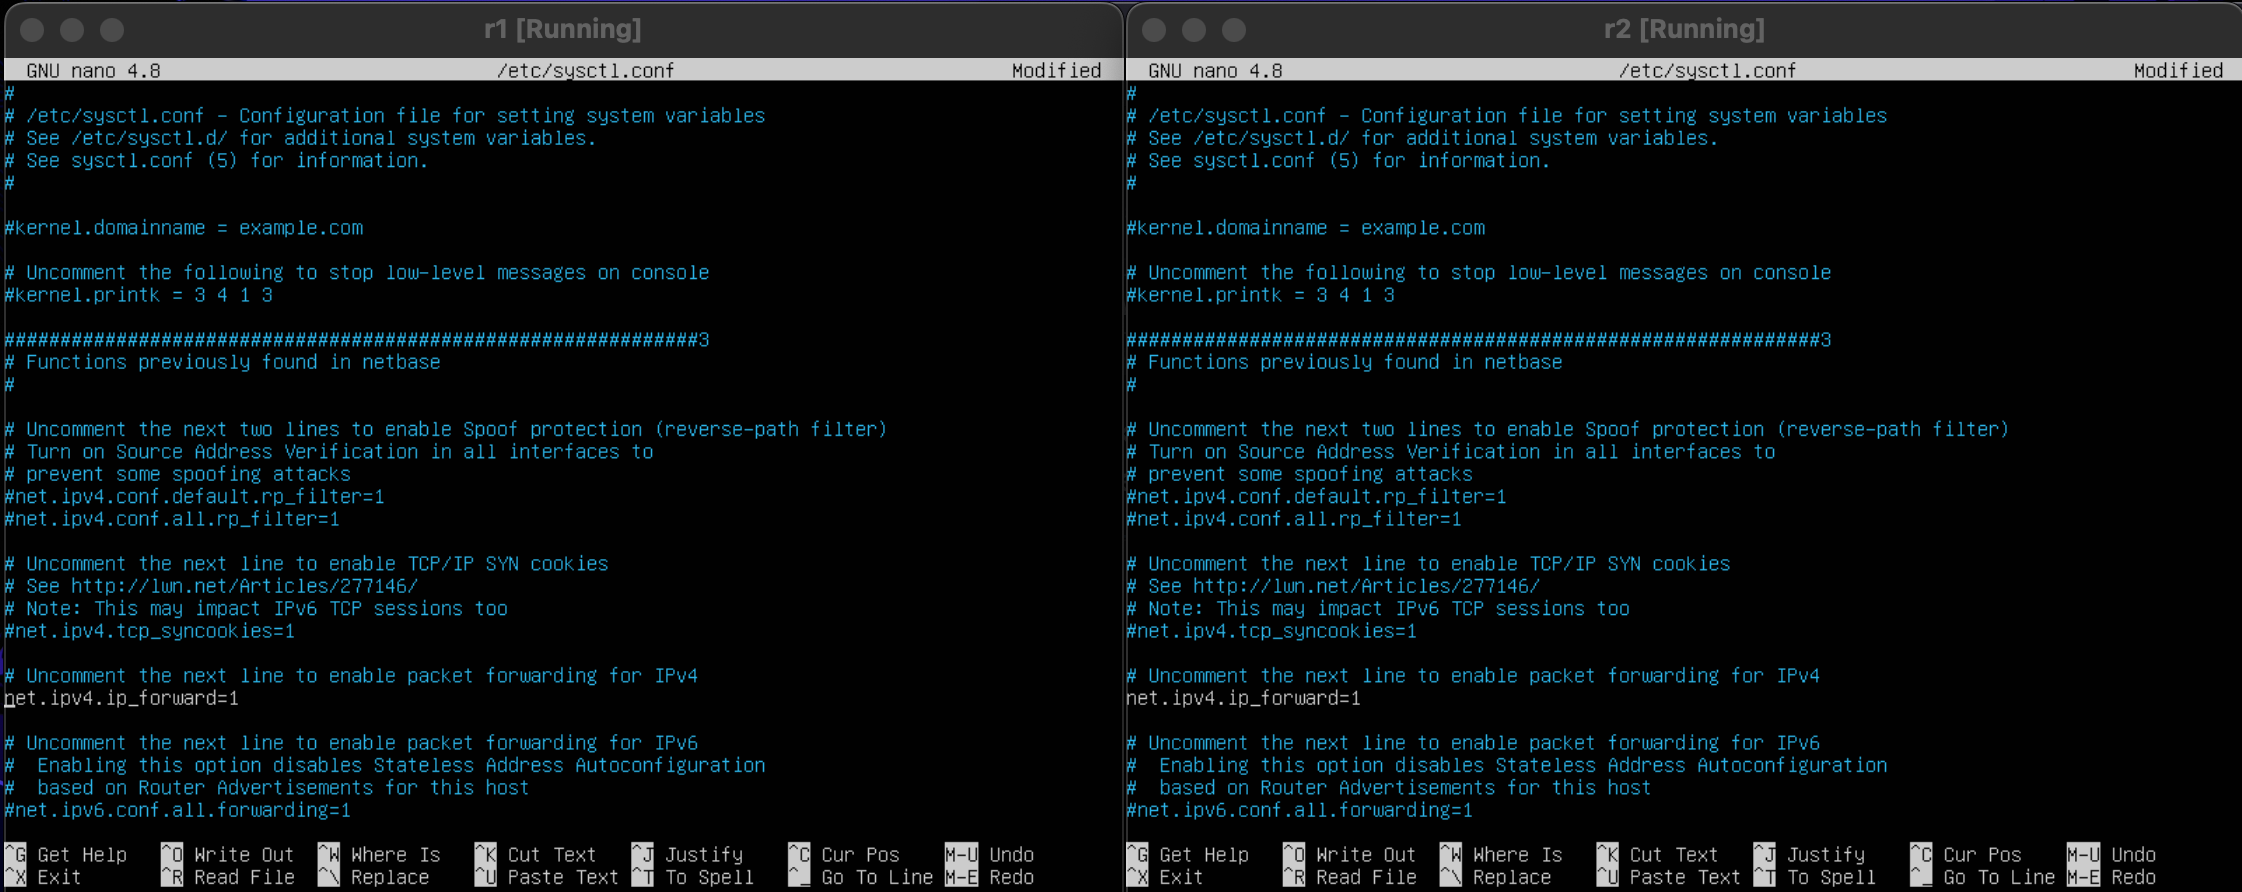 r1 [Running]
GNU nano 4.8 /etc/sysctl.conf Modified
#
# /etc/sysctl.conf - Configuration file for setting system variables
# See /etc/sysctl.d/ for additional system variables.
# See sysctl.conf (5) for information.
#
#kernel.domainname = example.com
# Uncomment the following to stop low-level messages on console
#kernel.printk = 3 4 1 3
##############################################################3
# Functions previously found in netbase
#
# Uncomment the next two lines to enable Spoof protection (reverse-path filter)
# Turn on Source Address Verification in all interfaces to
# prevent some spoofing attacks
#net.ipv4.conf.default.rp_filter=1
#net.ipv4.conf.all.rp_filter=1
# Uncomment the next line to enable TCP/IP SYN cookies
# See http://lwn.net/Articles/277146/
# Note: This may impact IPv6 TCP sessions too
#net.ipv4.tcp_syncookies=1
# Uncomment the next line to enable packet forwarding for IPv4
net.ipv4.ip_forward=1
# Uncomment the next line to enable packet forwarding for IPv6
#  Enabling this option disables Stateless Address Autoconfiguration
#  based on Router Advertisements for this host
#net.ipv6.conf.all.forwarding=1
^G Get Help ^O Write Out ^W Where Is ^K Cut Text ^J Justify ^C Cur Pos M-U Undo
^X Exit ^R Read File ^\ Replace ^U Paste Text ^T To Spell ^_ Go To Line M-E Redo
r2 [Running]
GNU nano 4.8 /etc/sysctl.conf Modified
#
# /etc/sysctl.conf - Configuration file for setting system variables
# See /etc/sysctl.d/ for additional system variables.
# See sysctl.conf (5) for information.
#
#kernel.domainname = example.com
# Uncomment the following to stop low-level messages on console
#kernel.printk = 3 4 1 3
##############################################################3
# Functions previously found in netbase
#
# Uncomment the next two lines to enable Spoof protection (reverse-path filter)
# Turn on Source Address Verification in all interfaces to
# prevent some spoofing attacks
#net.ipv4.conf.default.rp_filter=1
#net.ipv4.conf.all.rp_filter=1
# Uncomment the next line to enable TCP/IP SYN cookies
# See http://lwn.net/Articles/277146/
# Note: This may impact IPv6 TCP sessions too
#net.ipv4.tcp_syncookies=1
# Uncomment the next line to enable packet forwarding for IPv4
net.ipv4.ip_forward=1
# Uncomment the next line to enable packet forwarding for IPv6
#  Enabling this option disables Stateless Address Autoconfiguration
#  based on Router Advertisements for this host
#net.ipv6.conf.all.forwarding=1
^G Get Help ^O Write Out ^W Where Is ^K Cut Text ^J Justify ^C Cur Pos M-U Undo
^X Exit ^R Read File ^\ Replace ^U Paste Text ^T To Spell ^_ Go To Line M-E Redo